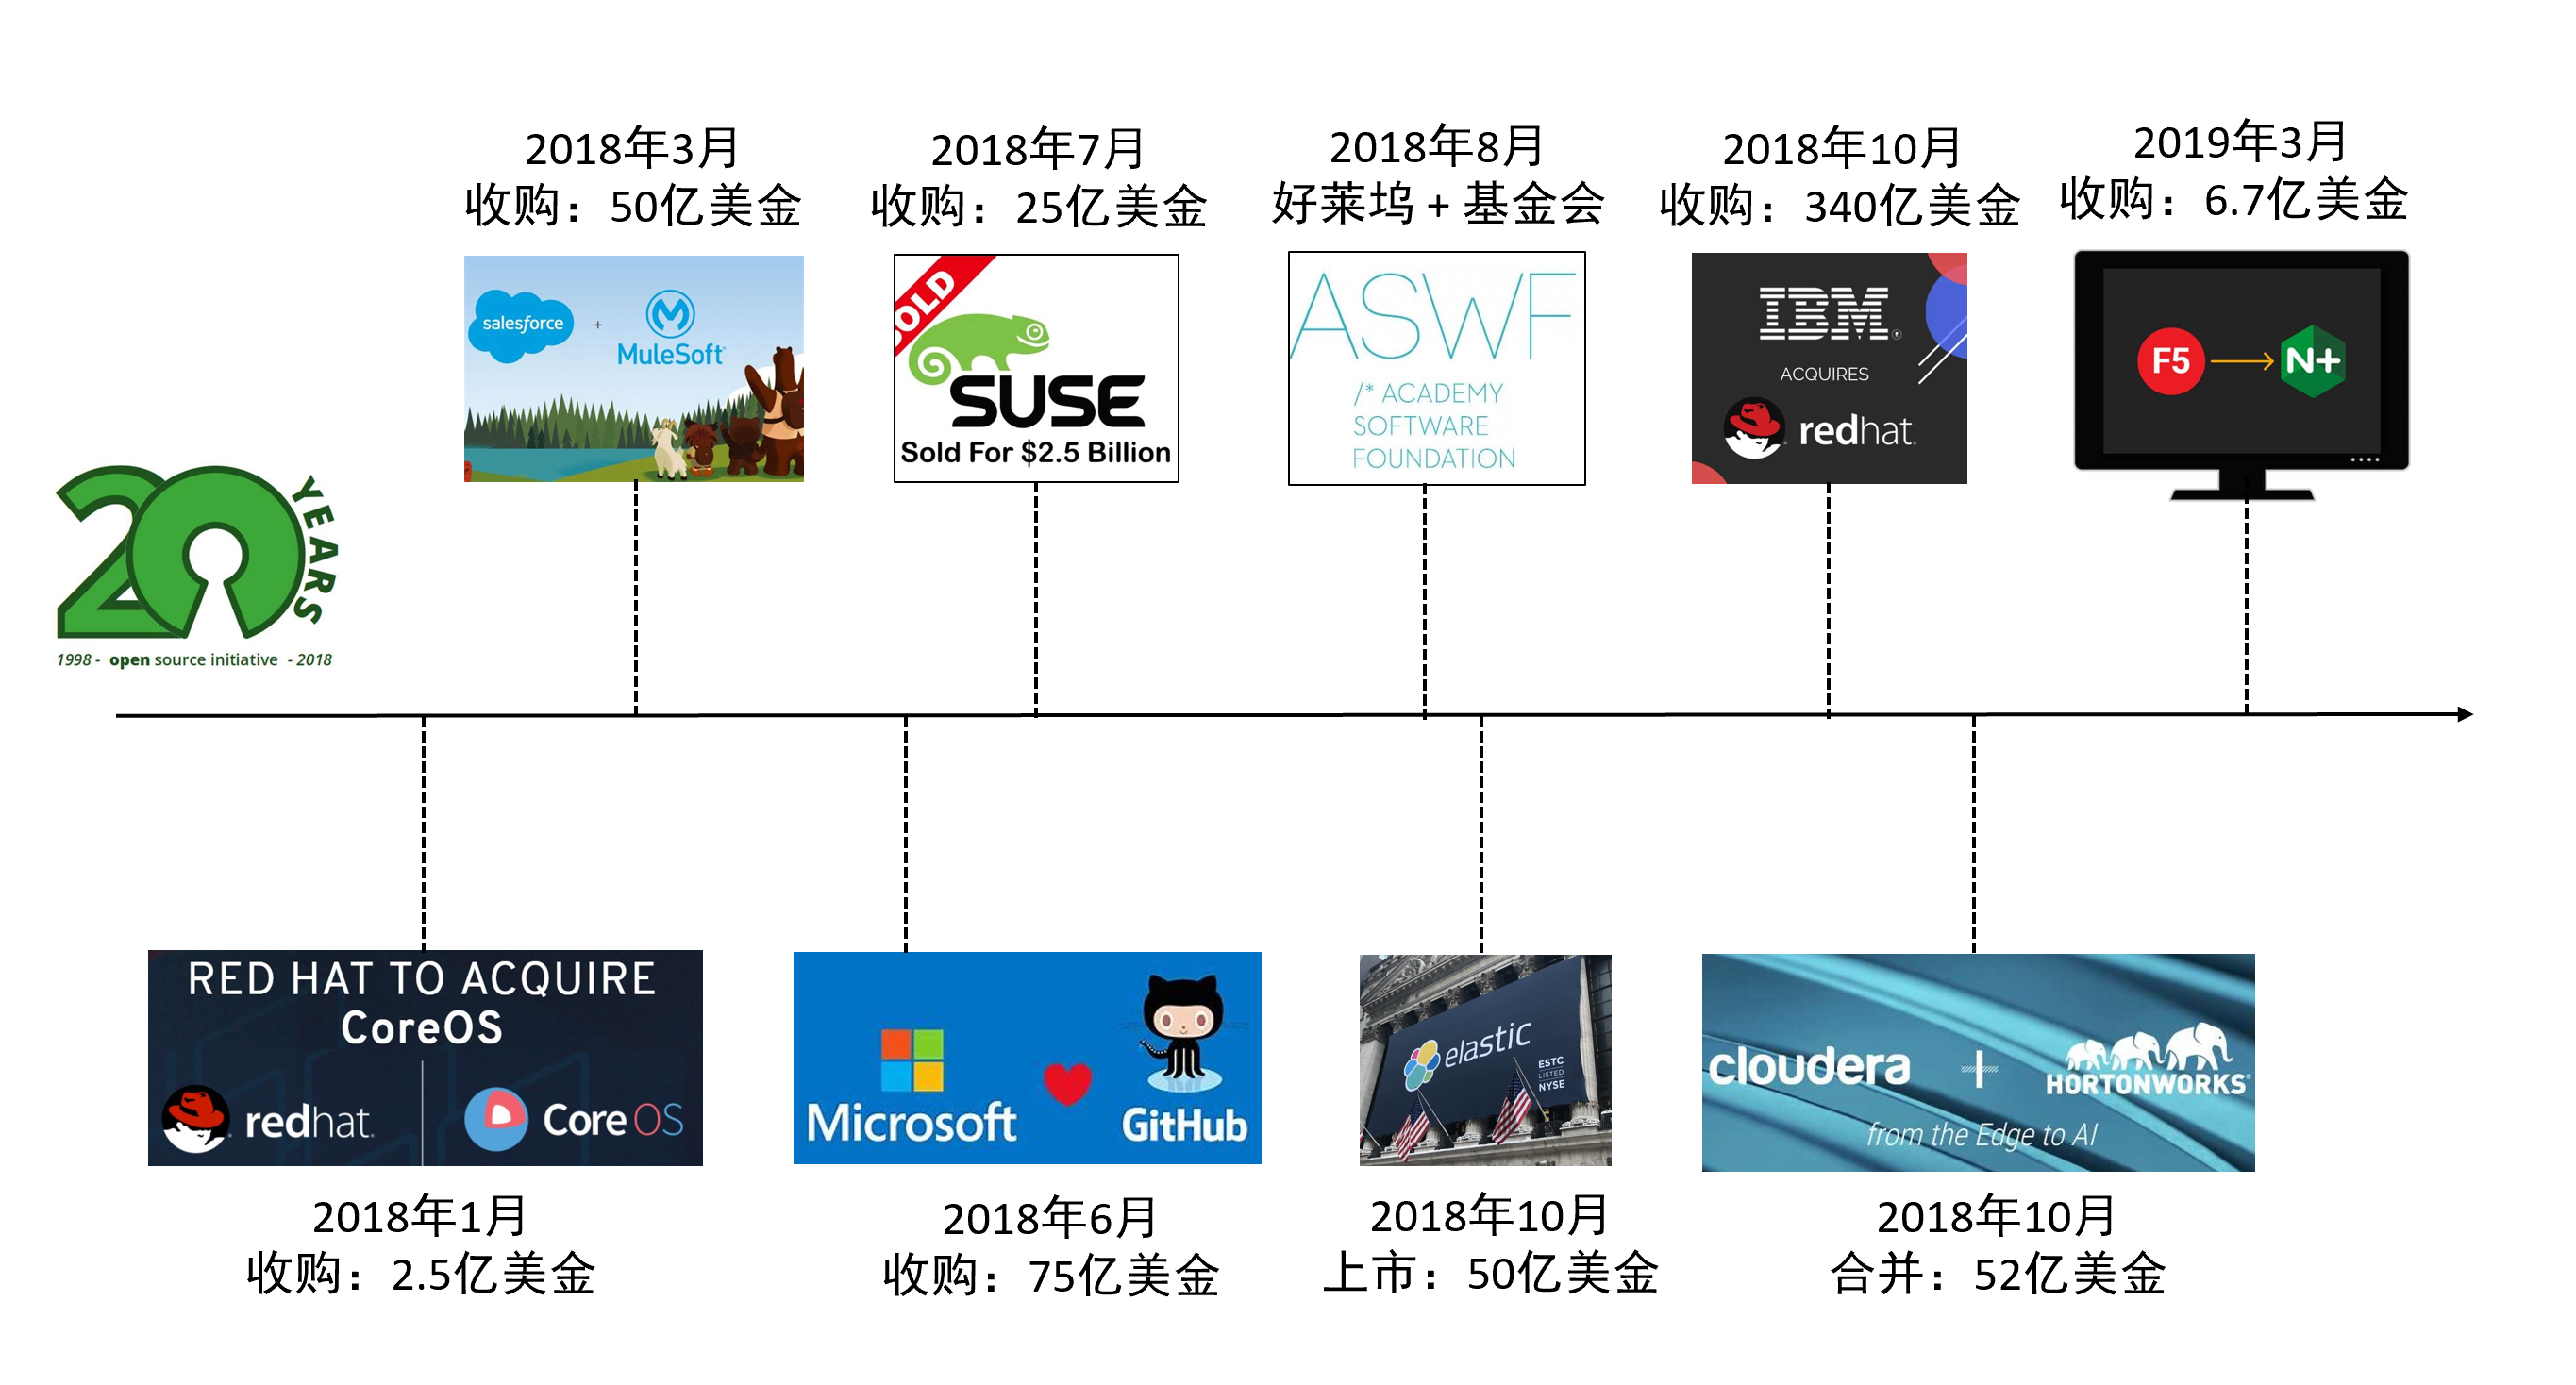 2018年3月
收购：50亿美金
salesforce
+
MuleSoft
2018年7月
收购：25亿美金
SOLD
SUSE
Sold For $2.5 Billion
2018年8月
好莱坞 + 基金会
ASWF
/* ACADEMY
SOFTWARE
FOUNDATION
2018年10月
收购：340亿美金
IBM
ACQUIRES
redhat.
2019年3月
收购：6.7亿美金
F5
N+
20
YEARS
1998 - open source initiative - 2018
RED HAT TO ACQUIRE
CoreOS
redhat.
CoreOS
2018年1月
收购：2.5亿美金
Microsoft
GitHub
2018年6月
收购：75亿美金
elastic
ESTC
LISTED
NYSE
2018年10月
上市：50亿美金
cloudera
+
HORTONWORKS
from the Edge to AI
2018年10月
合并：52亿美金